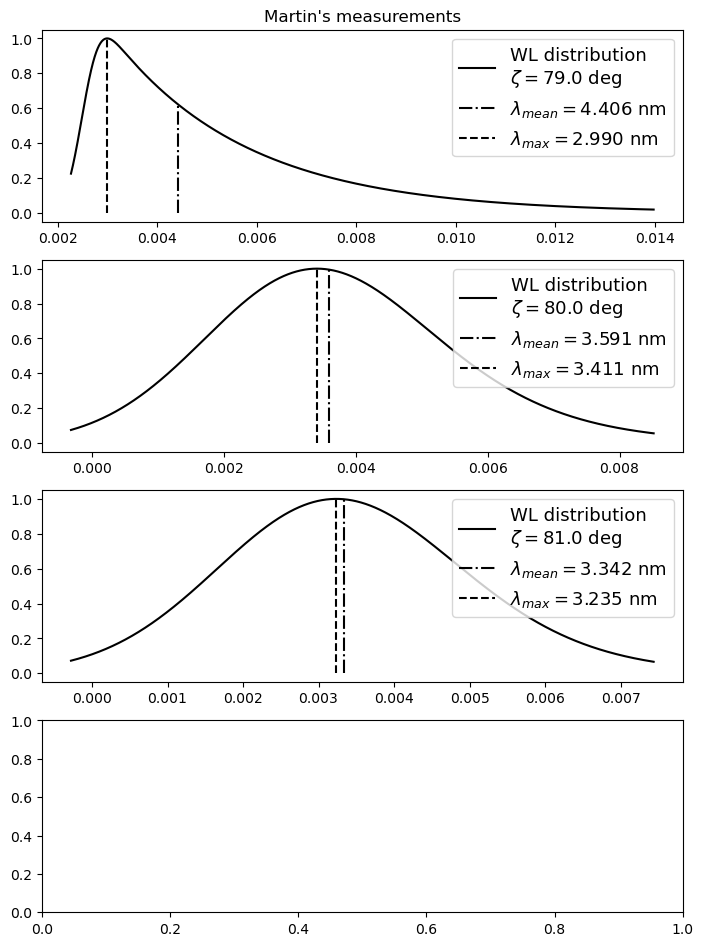 Martin's measurements
1.0
0.8
0.6
0.4
0.2
0.0
WL distribution
ζ = 79.0 deg
λmean = 4.406 nm
λmax = 2.990 nm
0.002 0.004 0.006 0.008 0.010 0.012 0.014
1.0
0.8
0.6
0.4
0.2
0.0
WL distribution
ζ = 80.0 deg
λmean = 3.591 nm
λmax = 3.411 nm
0.000 0.002 0.004 0.006 0.008
1.0
0.8
0.6
0.4
0.2
0.0
WL distribution
ζ = 81.0 deg
λmean = 3.342 nm
λmax = 3.235 nm
0.000 0.001 0.002 0.003 0.004 0.005 0.006 0.007
1.0
0.8
0.6
0.4
0.2
0.0
0.0 0.2 0.4 0.6 0.8 1.0